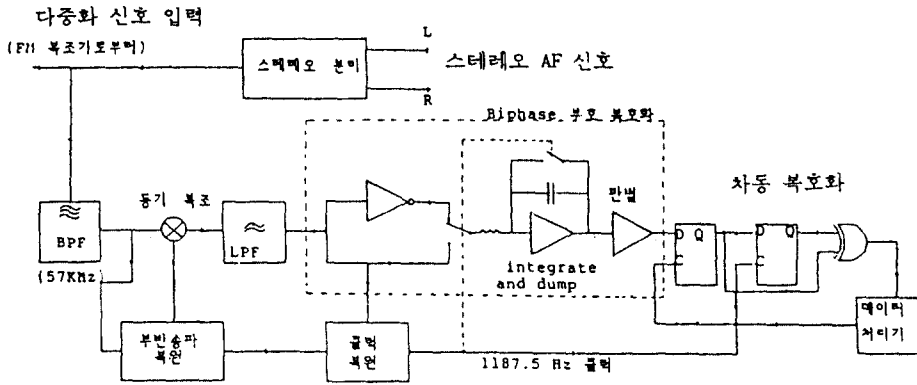 다중화 신호 입력
(FM 복조기로부터)
L
스테레오 분리
스테레오 AF 신호
R
Biphase 부호 복호화
동기 복조
판별
차동 복호화
BPF
LPF
D Q
D Q
(57KHz)
C
C
integrate
and dump
데이터
처리기
부반송파
복원
클럭
복원
1187.5 Hz 클럭